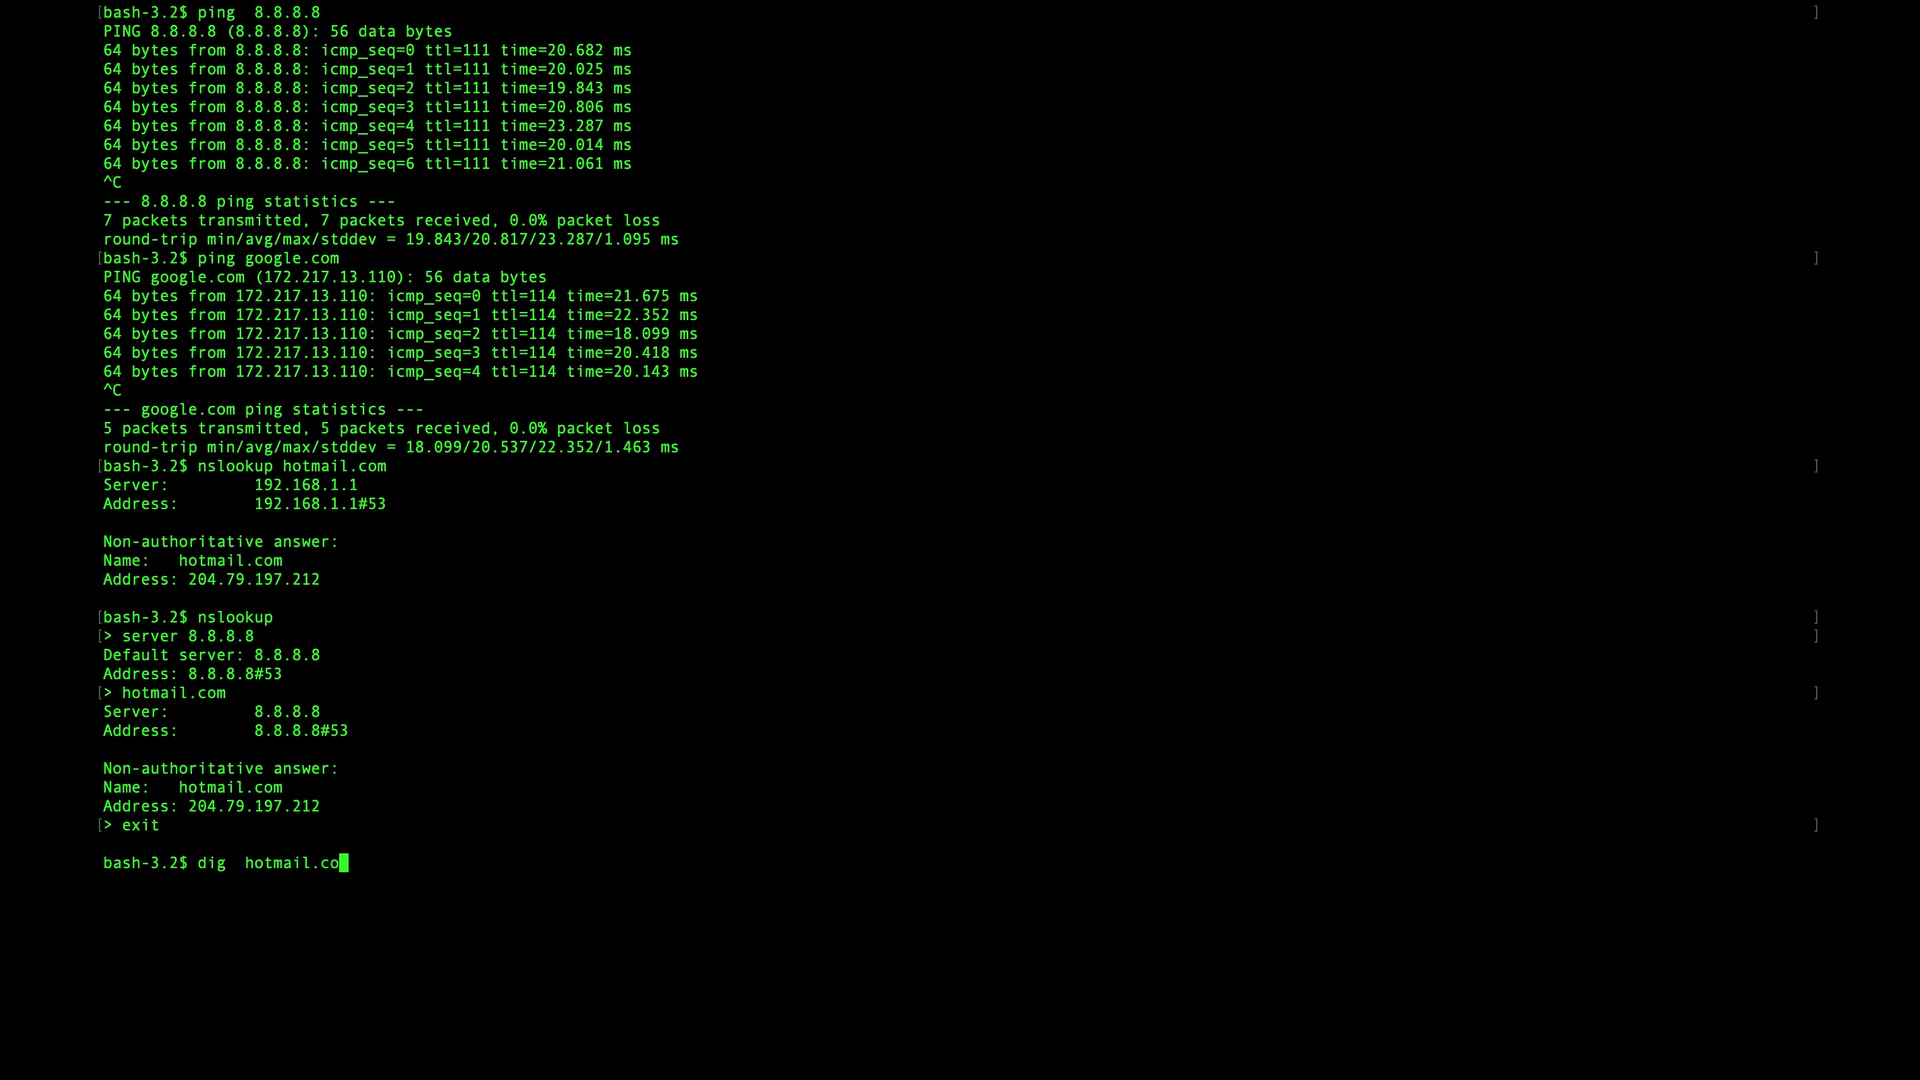 [bash-3.2$ ping  8.8.8.8 ]
PING 8.8.8.8 (8.8.8.8): 56 data bytes
64 bytes from 8.8.8.8: icmp_seq=0 ttl=111 time=20.682 ms
64 bytes from 8.8.8.8: icmp_seq=1 ttl=111 time=20.025 ms
64 bytes from 8.8.8.8: icmp_seq=2 ttl=111 time=19.843 ms
64 bytes from 8.8.8.8: icmp_seq=3 ttl=111 time=20.806 ms
64 bytes from 8.8.8.8: icmp_seq=4 ttl=111 time=23.287 ms
64 bytes from 8.8.8.8: icmp_seq=5 ttl=111 time=20.014 ms
64 bytes from 8.8.8.8: icmp_seq=6 ttl=111 time=21.061 ms
^C
--- 8.8.8.8 ping statistics ---
7 packets transmitted, 7 packets received, 0.0% packet loss
round-trip min/avg/max/stddev = 19.843/20.817/23.287/1.095 ms
[bash-3.2$ ping google.com ]
PING google.com (172.217.13.110): 56 data bytes
64 bytes from 172.217.13.110: icmp_seq=0 ttl=114 time=21.675 ms
64 bytes from 172.217.13.110: icmp_seq=1 ttl=114 time=22.352 ms
64 bytes from 172.217.13.110: icmp_seq=2 ttl=114 time=18.099 ms
64 bytes from 172.217.13.110: icmp_seq=3 ttl=114 time=20.418 ms
64 bytes from 172.217.13.110: icmp_seq=4 ttl=114 time=20.143 ms
^C
--- google.com ping statistics ---
5 packets transmitted, 5 packets received, 0.0% packet loss
round-trip min/avg/max/stddev = 18.099/20.537/22.352/1.463 ms
[bash-3.2$ nslookup hotmail.com ]
Server:         192.168.1.1
Address:        192.168.1.1#53

Non-authoritative answer:
Name:   hotmail.com
Address: 204.79.197.212

[bash-3.2$ nslookup ]
[> server 8.8.8.8 ]
Default server: 8.8.8.8
Address: 8.8.8.8#53
[> hotmail.com ]
Server:         8.8.8.8
Address:        8.8.8.8#53

Non-authoritative answer:
Name:   hotmail.com
Address: 204.79.197.212
[> exit ]

bash-3.2$ dig  hotmail.co